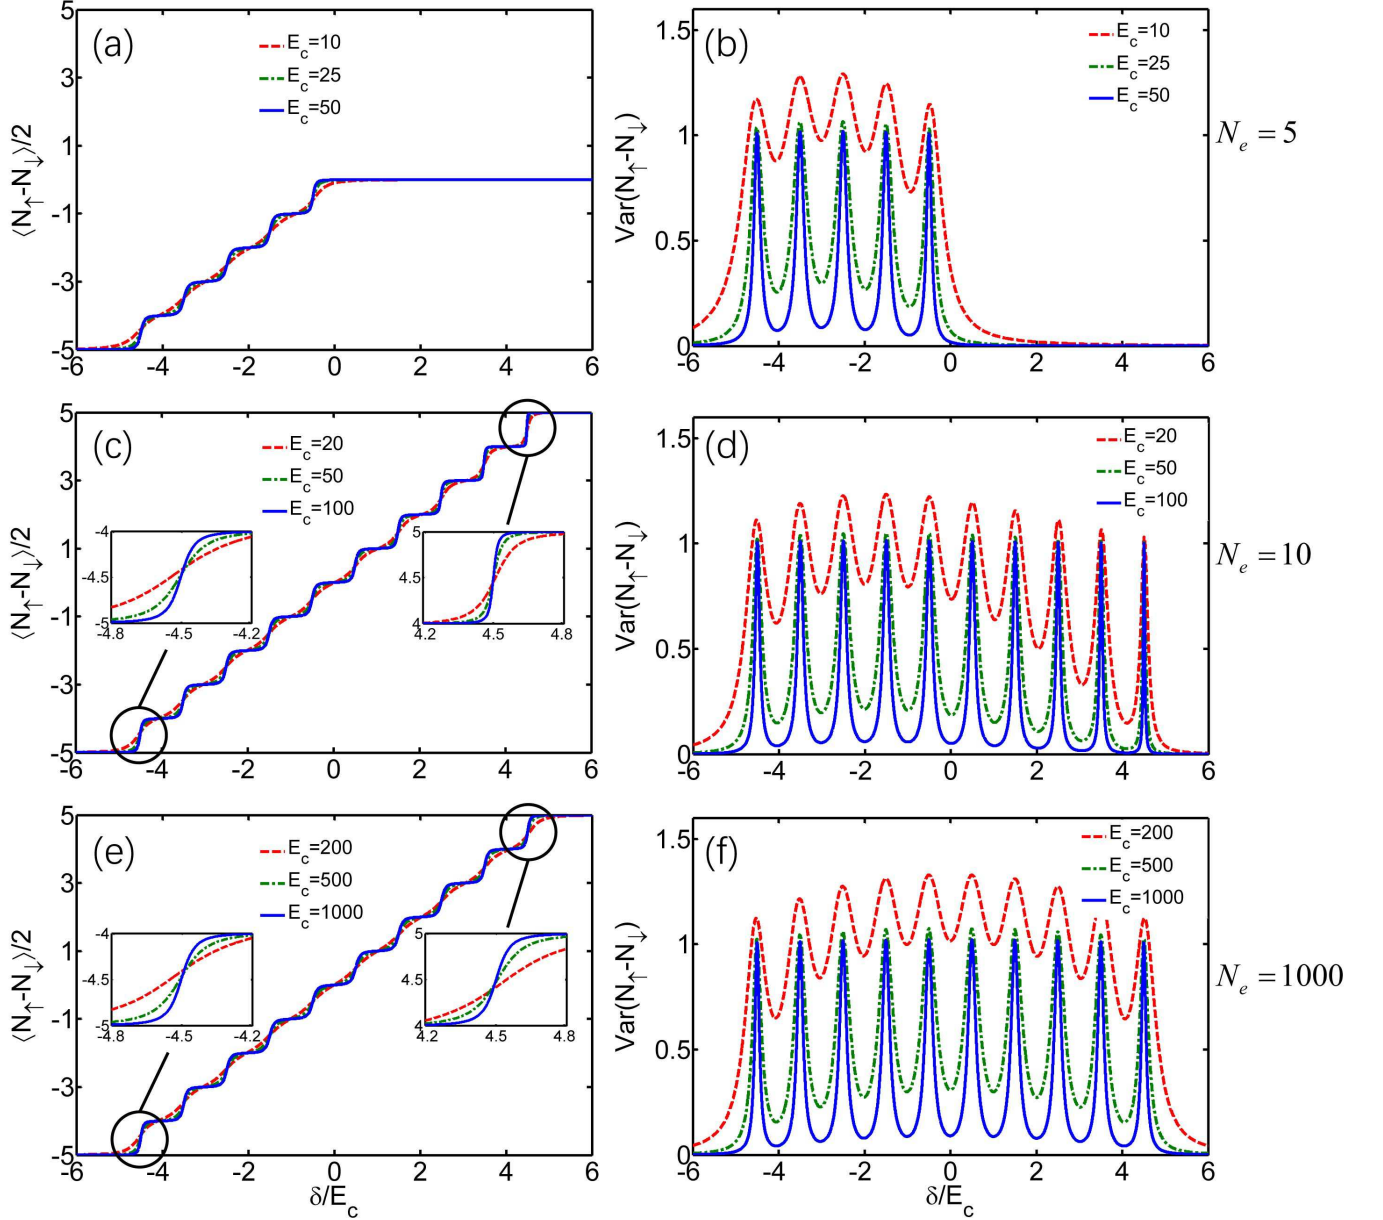 (a)
E_c=10
E_c=25
E_c=50
⟨N↑-N↓⟩/2
5
3
1
-1
-3
-5
-6
-4
-2
0
2
4
6
(b)
E_c=10
E_c=25
E_c=50
Var(N↑-N↓)
1.5
1
0.5
0
-6
-4
-2
0
2
4
6
N_e = 5
(c)
E_c=20
E_c=50
E_c=100
⟨N↑-N↓⟩/2
5
3
1
-1
-3
-5
-6
-4
-2
0
2
4
6
-4
-4.5
-5
-4.8
-4.5
-4.2
5
4.5
4
4.2
4.5
4.8
(d)
E_c=20
E_c=50
E_c=100
Var(N↑-N↓)
1.5
1
0.5
0
-6
-4
-2
0
2
4
6
N_e = 10
(e)
E_c=200
E_c=500
E_c=1000
⟨N↑-N↓⟩/2
5
3
1
-1
-3
-5
-6
-4
-2
0
2
4
6
δ/E_c
-4
-4.5
-5
-4.8
-4.5
-4.2
5
4.5
4
4.2
4.5
4.8
(f)
E_c=200
E_c=500
E_c=1000
Var(N↑-N↓)
1.5
1
0.5
0
-6
-4
-2
0
2
4
6
δ/E_c
N_e = 1000